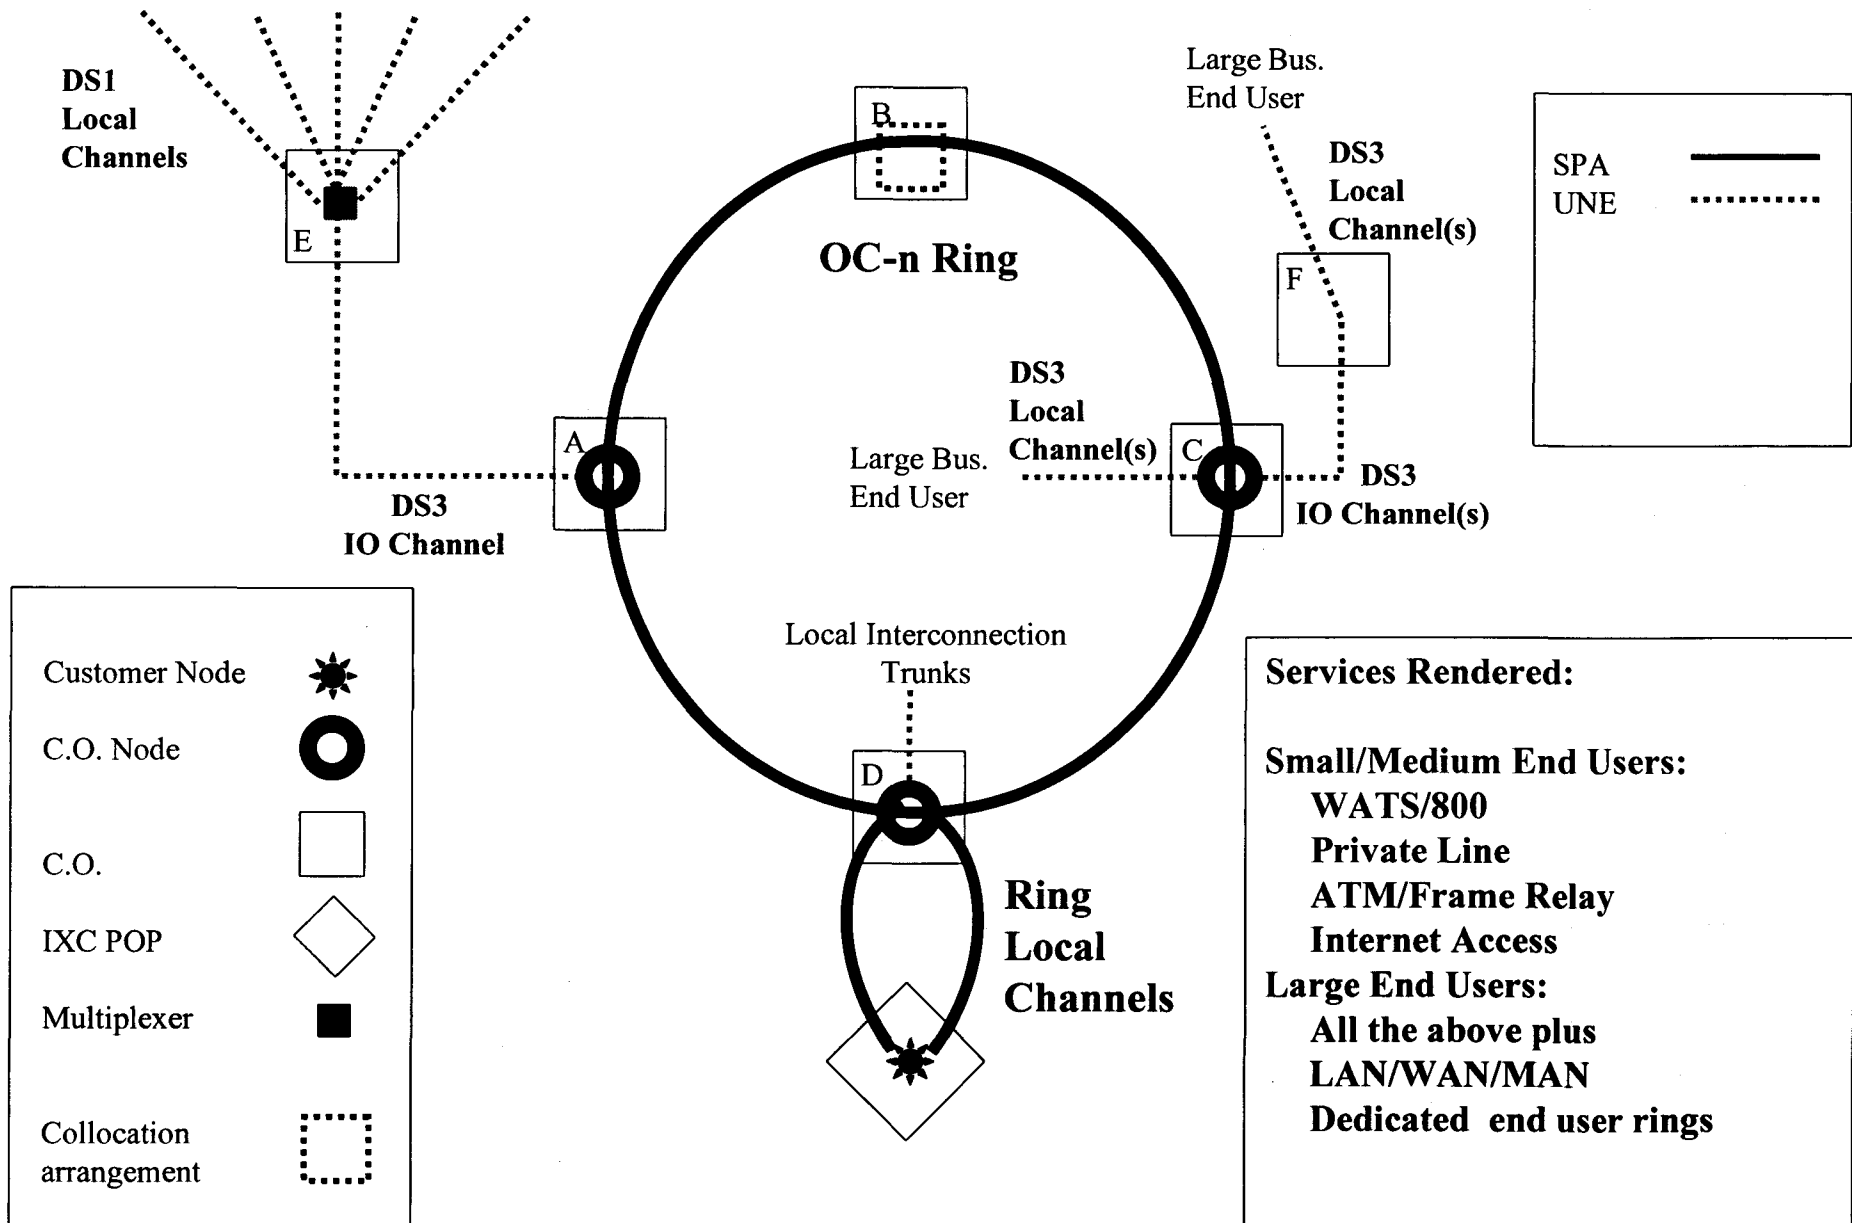 DS1
Local
Channels
E
DS3
IO Channel
A
B
OC-n Ring
Large Bus.
End User
DS3
Local
Channel(s)
F
SPA
UNE
DS3
Local
Channel(s)
Large Bus.
End User
C
DS3
IO Channel(s)
Local Interconnection
Trunks
D
Ring
Local
Channels
Customer Node
C.O. Node
C.O.
IXC POP
Multiplexer
Collocation
arrangement
Services Rendered:
Small/Medium End Users:
WATS/800
Private Line
ATM/Frame Relay
Internet Access
Large End Users:
All the above plus
LAN/WAN/MAN
Dedicated end user rings